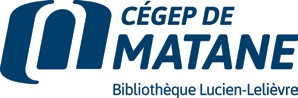 CÉGEP DE
MATANE
Bibliothèque Lucien-Lelièvre